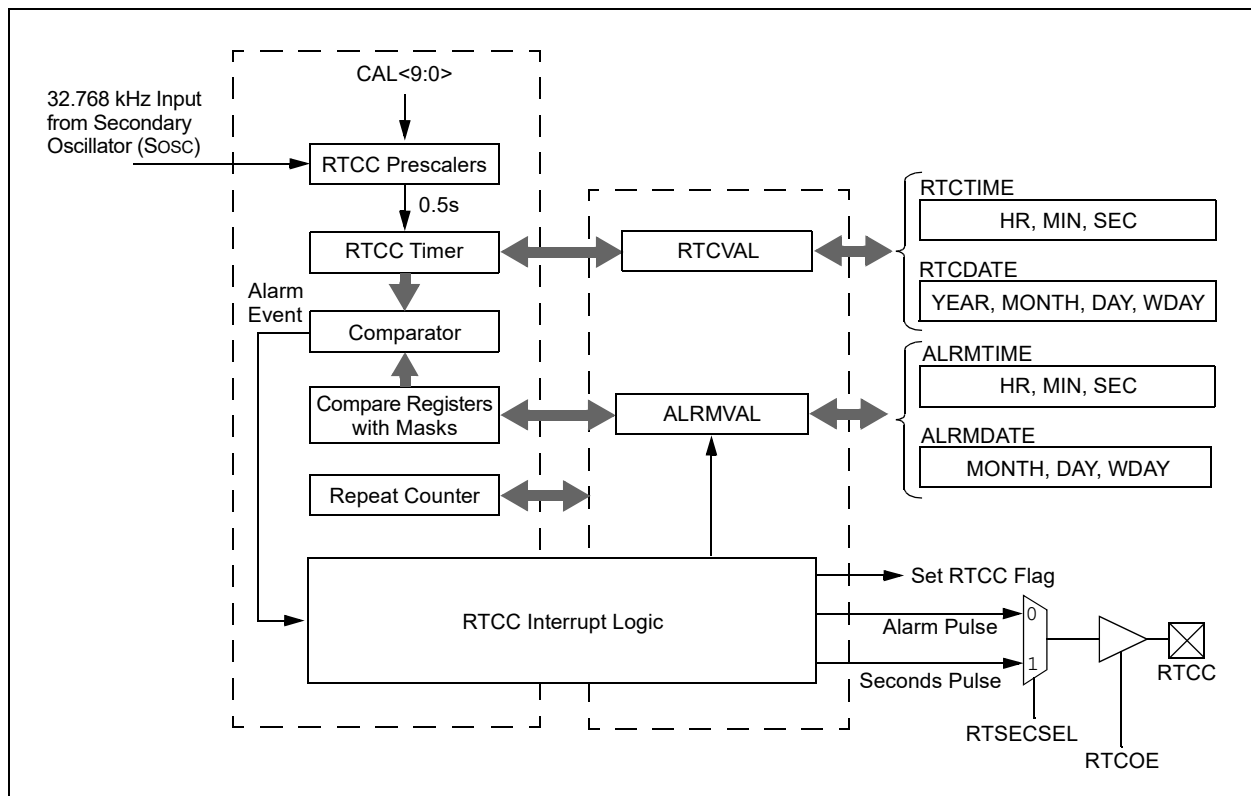 CAL<9:0>
32.768 kHz Input
from Secondary
Oscillator (SOSC)
RTCC Prescalers
0.5s
RTCC Timer
Alarm
Event
Comparator
Compare Registers
with Masks
Repeat Counter
RTCVAL
ALRMVAL
RTCTIME
HR, MIN, SEC
RTCDATE
YEAR, MONTH, DAY, WDAY
ALRMTIME
HR, MIN, SEC
ALRMDATE
MONTH, DAY, WDAY
RTCC Interrupt Logic
Set RTCC Flag
Alarm Pulse
0
Seconds Pulse
1
RTCC
RTSECSEL
RTCOE